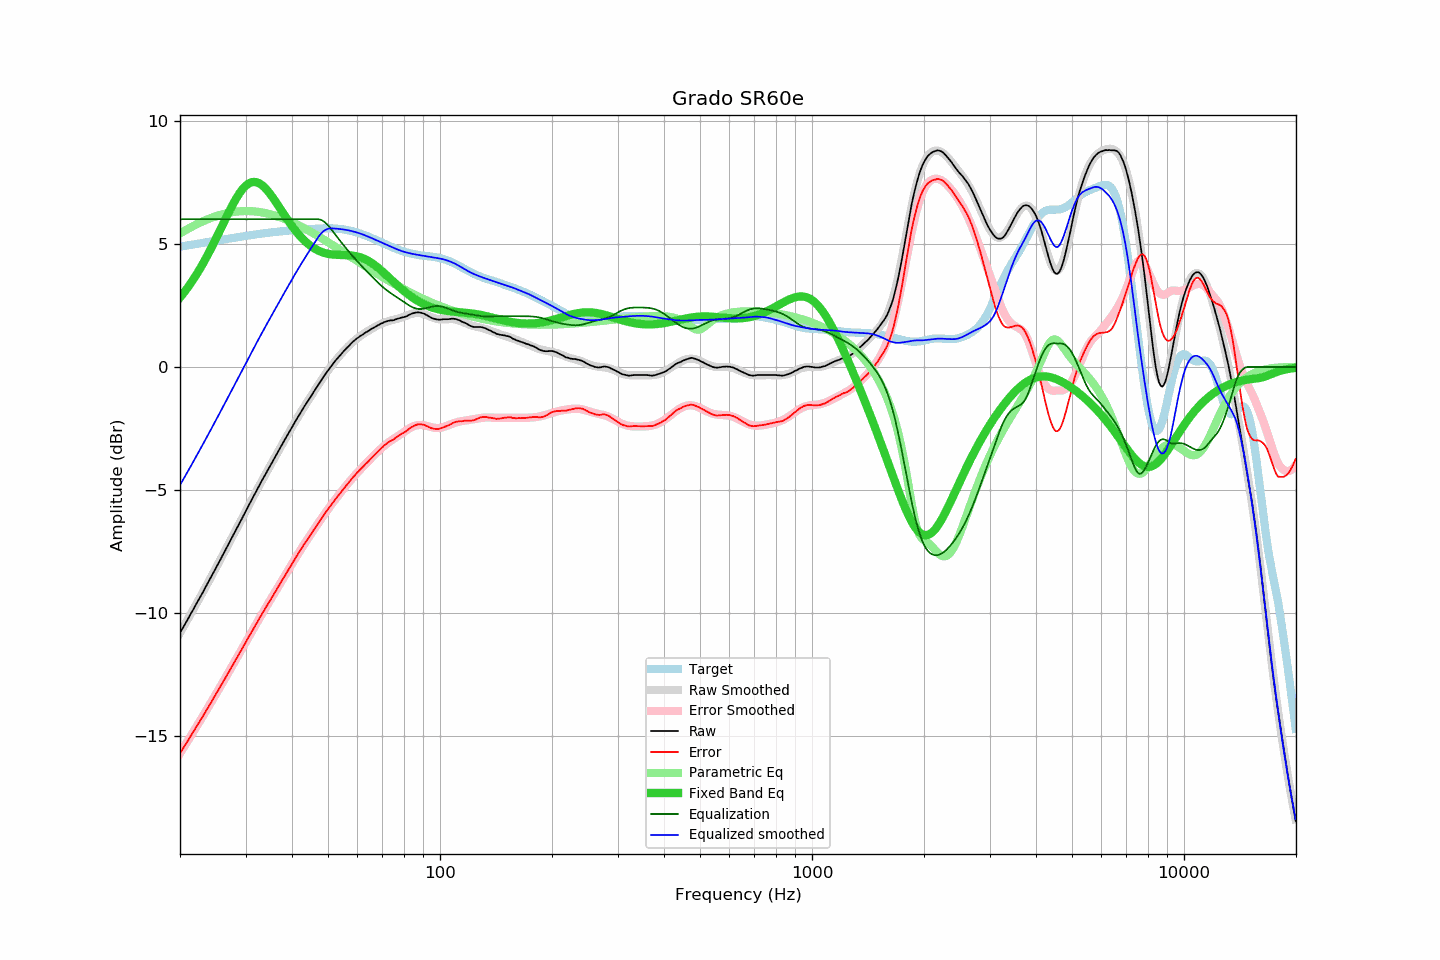 Grado SR60e
10
5
0
−5
−10
−15
Amplitude (dBr)
Target
Raw Smoothed
Error Smoothed
Raw
Error
Parametric Eq
Fixed Band Eq
Equalization
Equalized smoothed
100
1000
10000
Frequency (Hz)